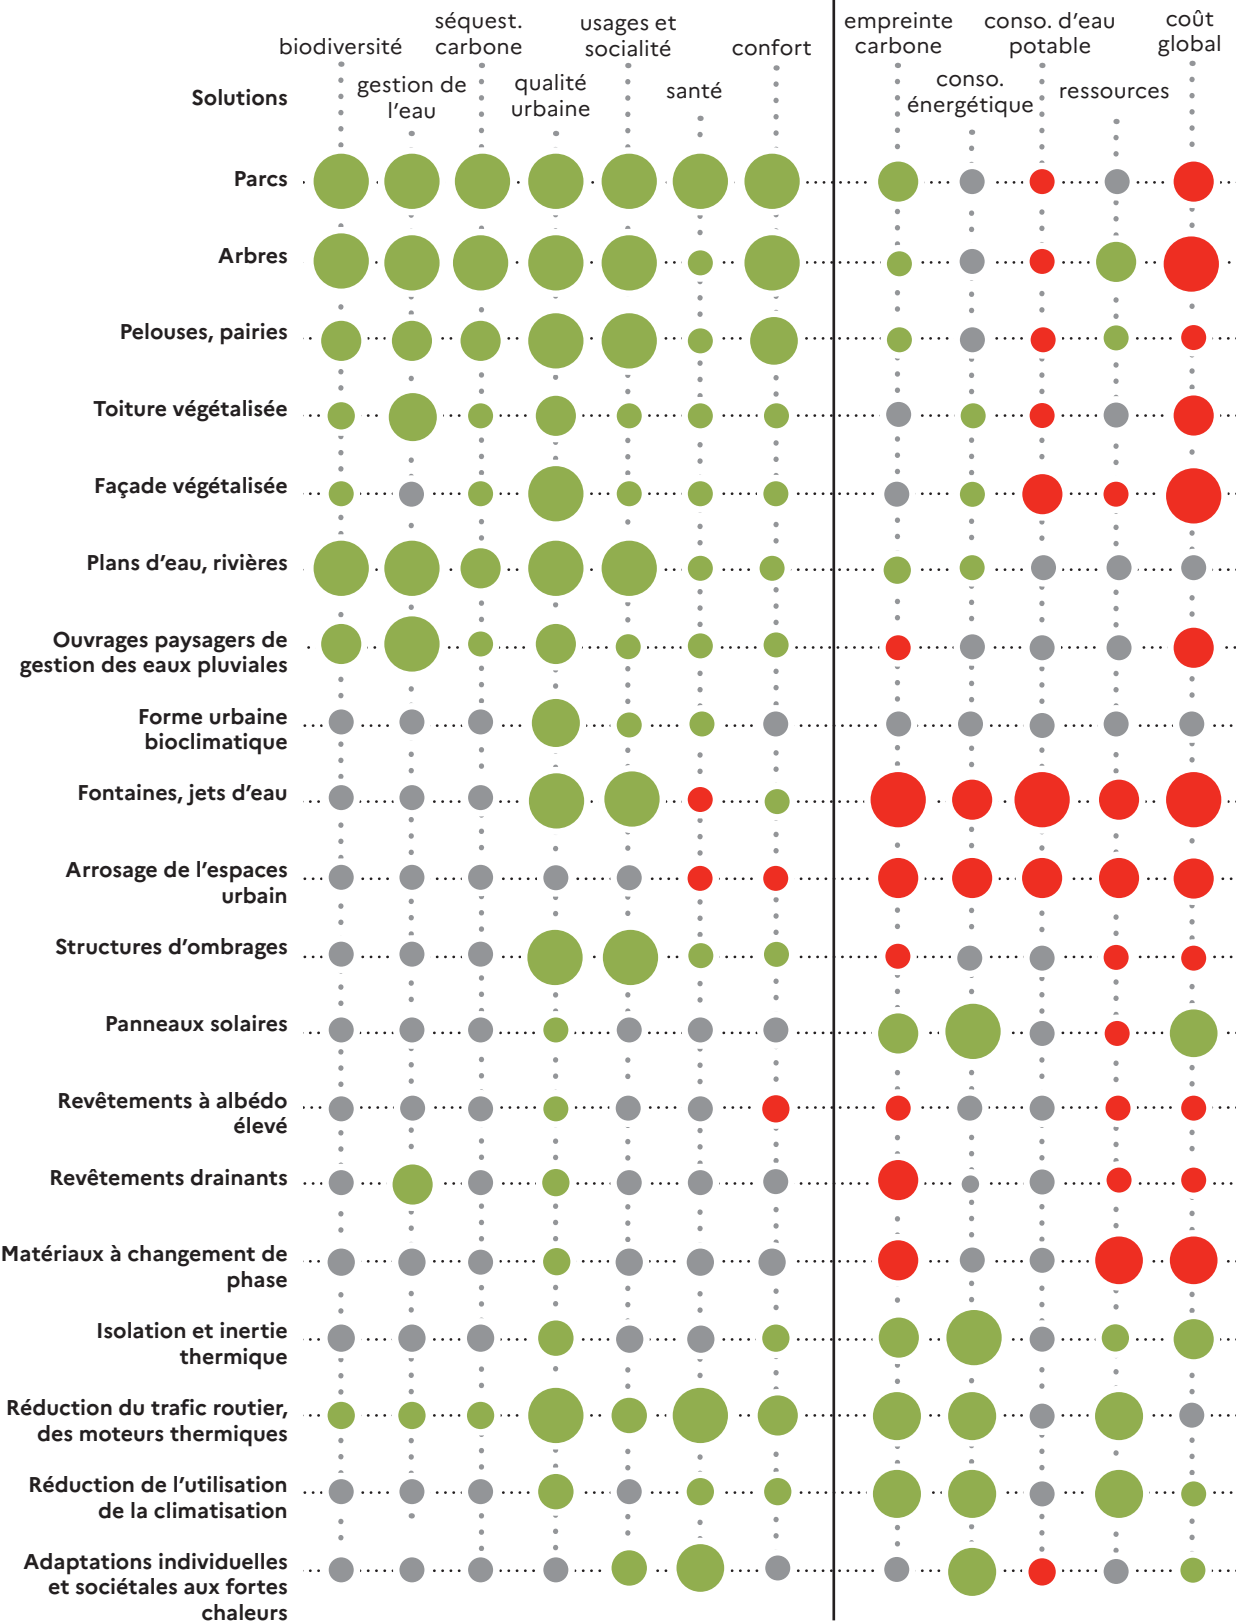 séquest.
carbone
usages et
socialité
empreinte
carbone
conso. d'eau
potable
coût
global
biodiversité
confort
gestion de
l'eau
qualité
urbaine
santé
conso.
énergétique
ressources
Solutions
Parcs
Arbres
Pelouses, pairies
Toiture végétalisée
Façade végétalisée
Plans d'eau, rivières
Ouvrages paysagers de
gestion des eaux pluviales
Forme urbaine
bioclimatique
Fontaines, jets d'eau
Arrosage de l'espaces
urbain
Structures d'ombrages
Panneaux solaires
Revêtements à albédo
élevé
Revêtements drainants
Matériaux à changement de
phase
Isolation et inertie
thermique
Réduction du trafic routier,
des moteurs thermiques
Réduction de l'utilisation
de la climatisation
Adaptations individuelles
et sociétales aux fortes
chaleurs